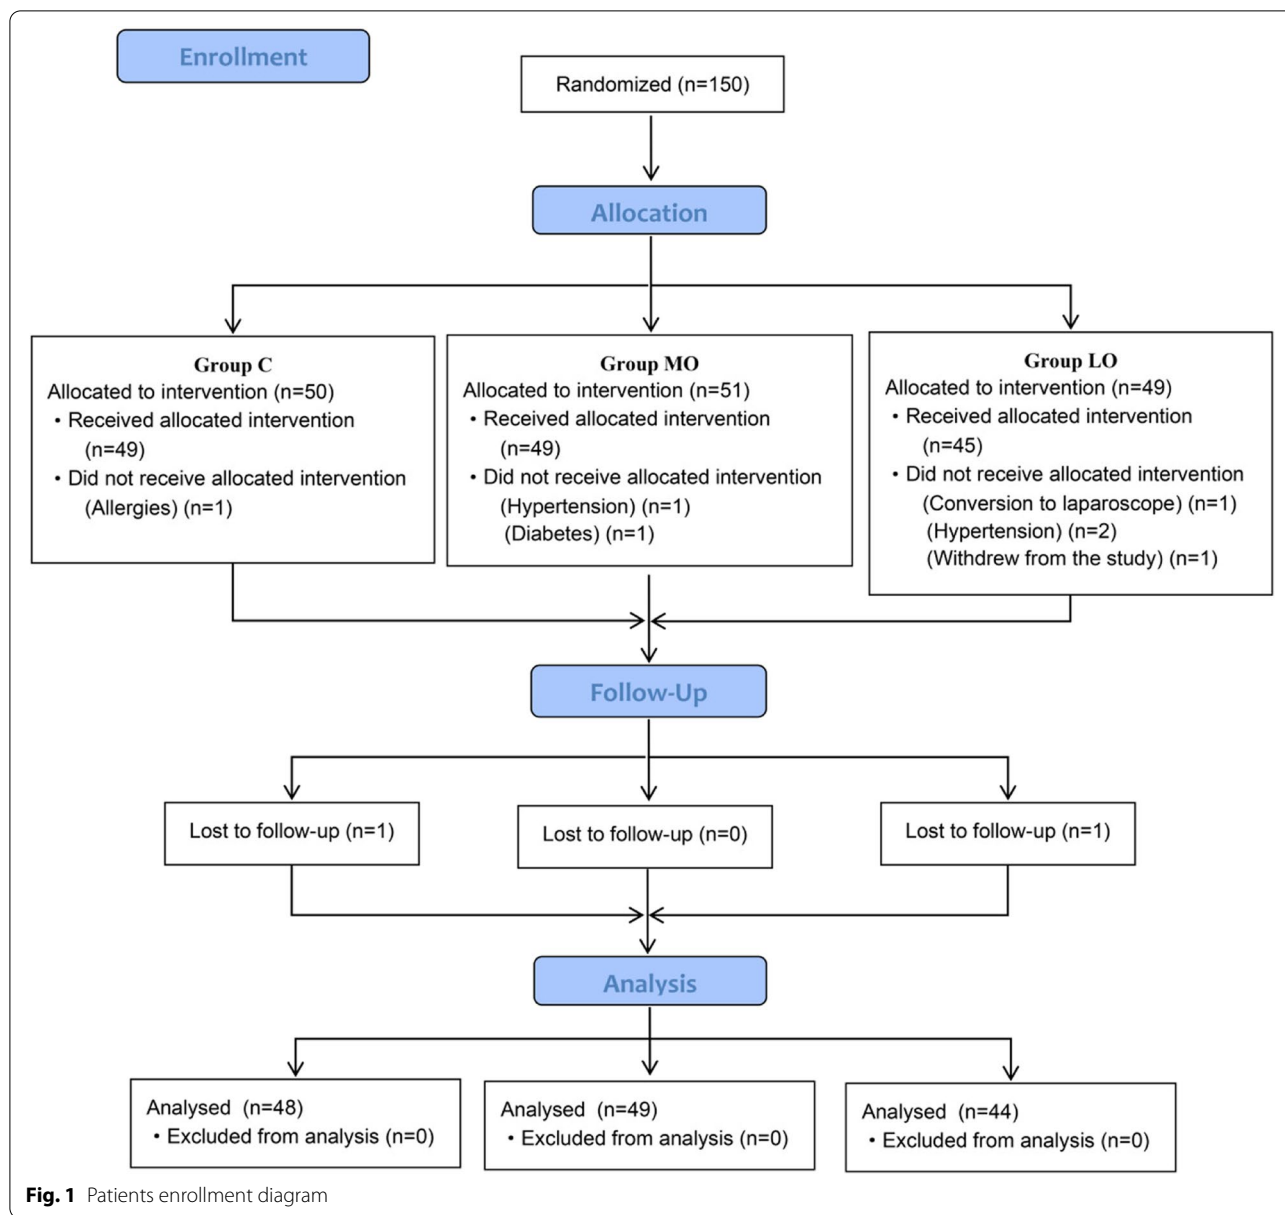 Enrollment
Randomized (n=150)
Allocation
Group C
Allocated to intervention (n=50)
• Received allocated intervention
(n=49)
• Did not receive allocated intervention
(Allergies) (n=1)
Group MO
Allocated to intervention (n=51)
• Received allocated intervention
(n=49)
• Did not receive allocated intervention
(Hypertension) (n=1)
(Diabetes) (n=1)
Group LO
Allocated to intervention (n=49)
• Received allocated intervention
(n=45)
• Did not receive allocated intervention
(Conversion to laparoscope) (n=1)
(Hypertension) (n=2)
(Withdrew from the study) (n=1)
Follow-Up
Lost to follow-up (n=1)
Lost to follow-up (n=0)
Lost to follow-up (n=1)
Analysis
Analysed (n=48)
• Excluded from analysis (n=0)
Analysed (n=49)
• Excluded from analysis (n=0)
Analysed (n=44)
• Excluded from analysis (n=0)
Fig. 1 Patients enrollment diagram